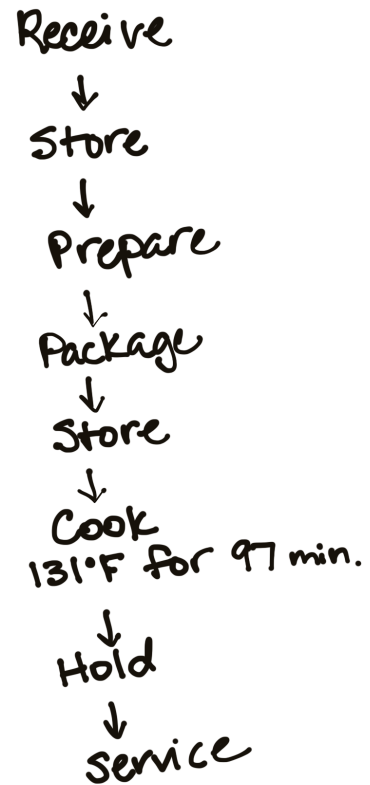 Receive
↓
Store
↓
Prepare
↓
Package
↓
Store
↓
Cook
131°F for 97 min.
↓
Hold
↓
Service